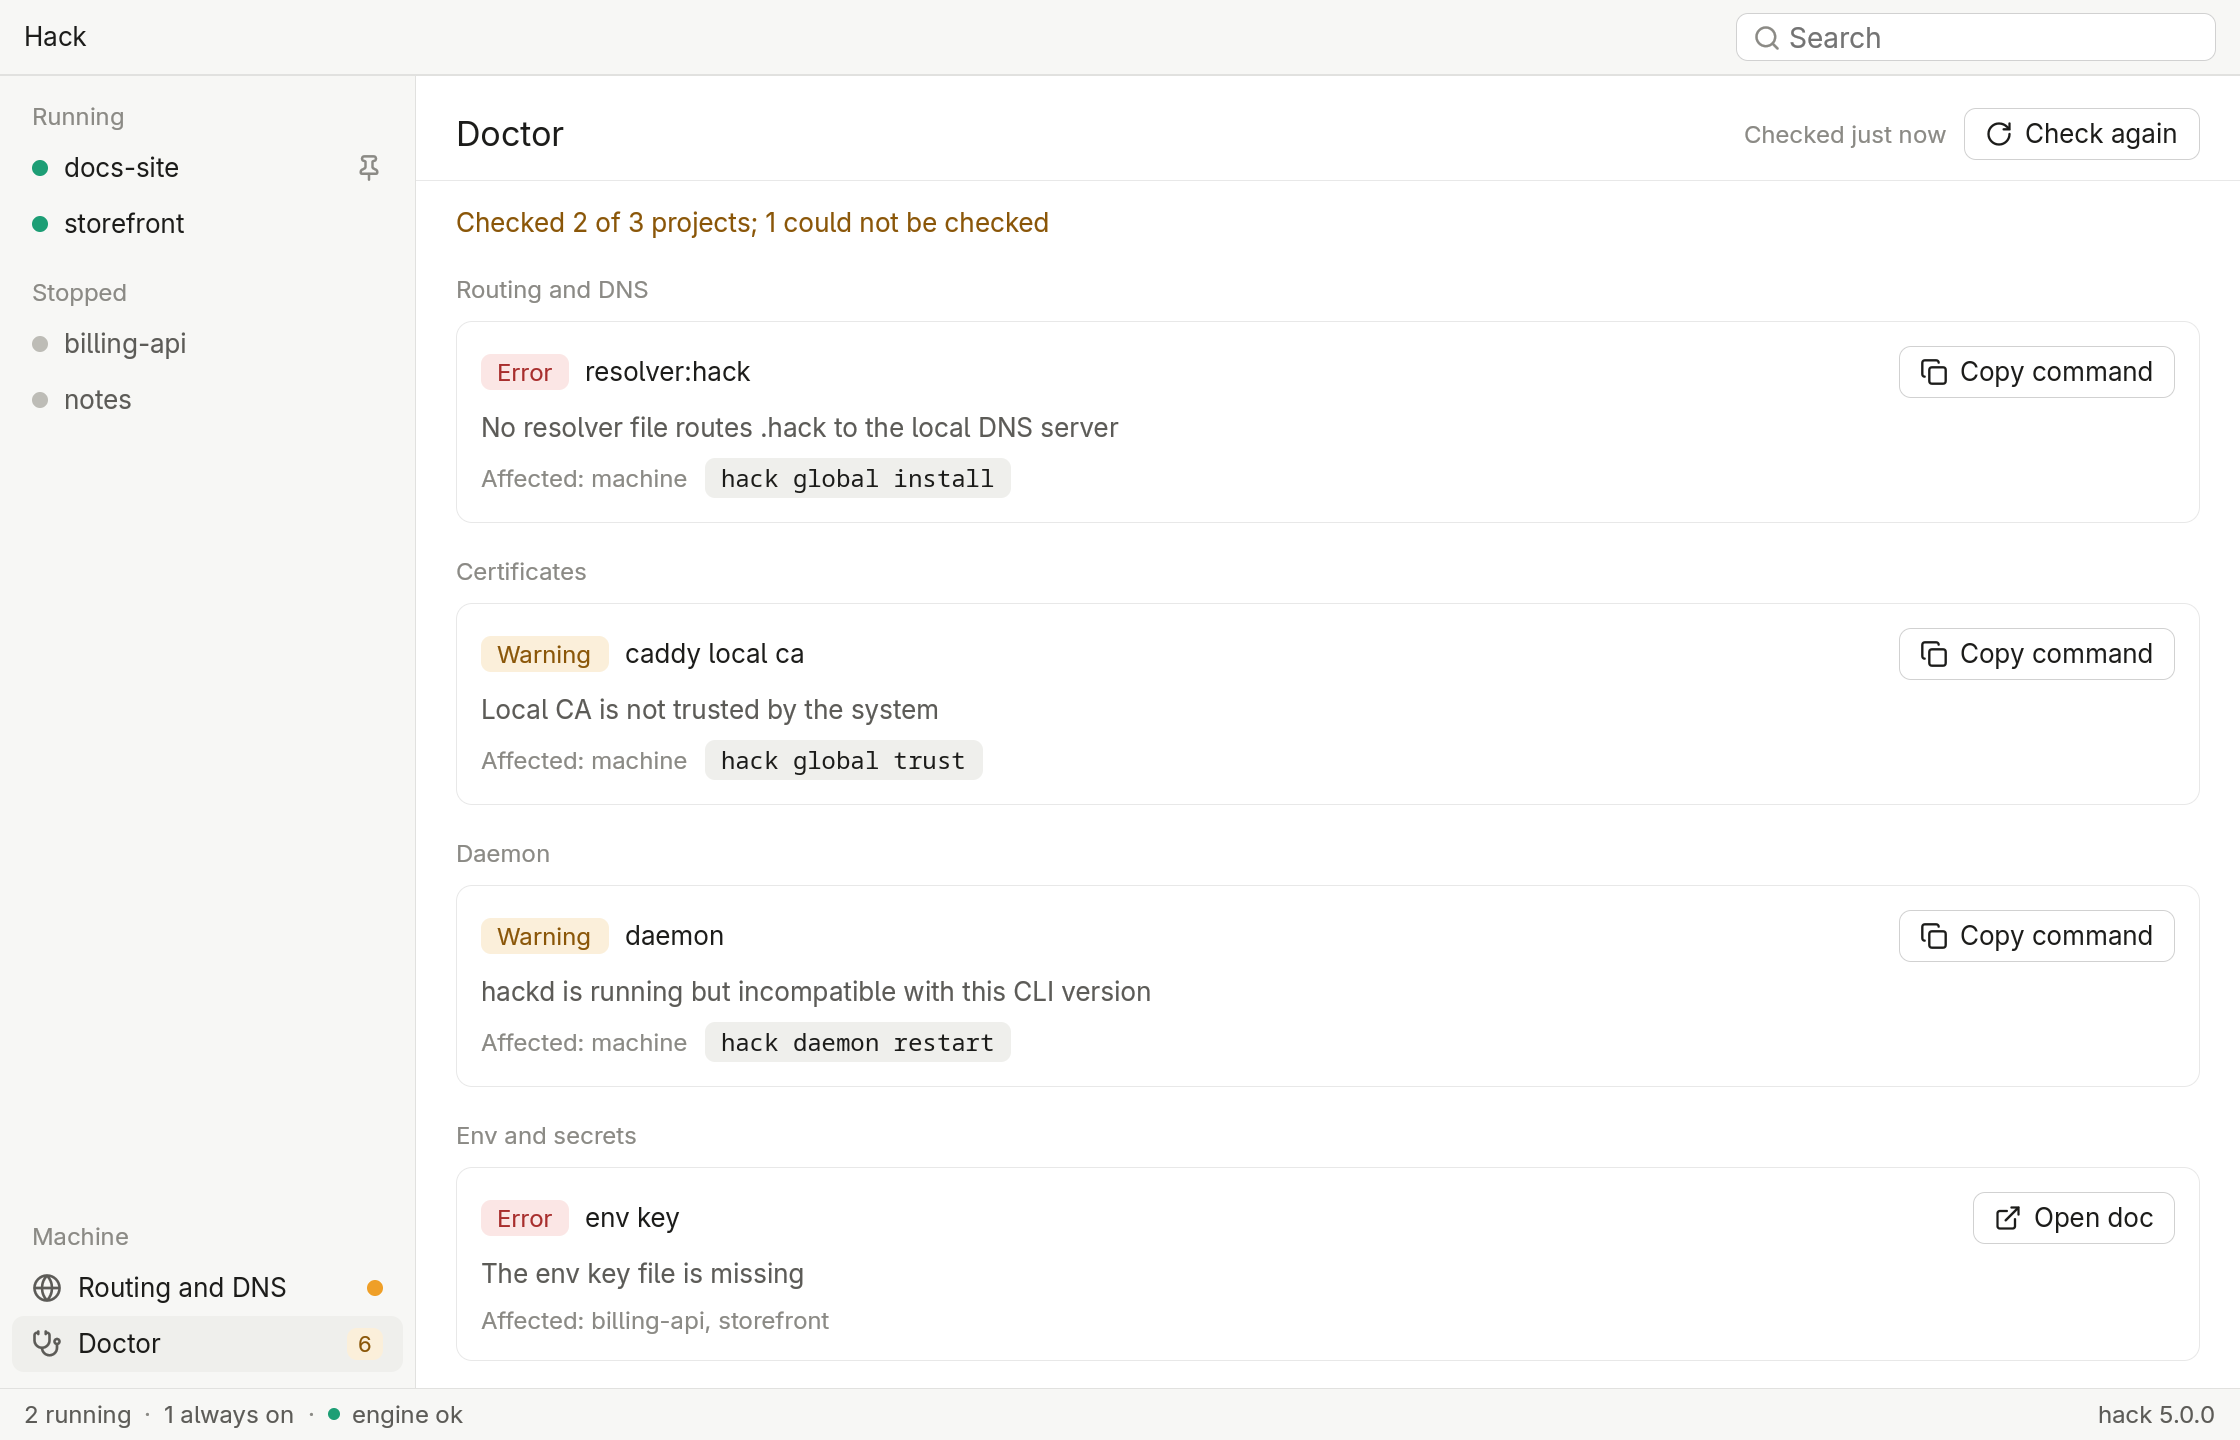 Hack
Search
Running
docs-site
storefront
Stopped
billing-api
notes
Machine
Routing and DNS
Doctor 6
Doctor
Checked just now
Check again
Checked 2 of 3 projects; 1 could not be checked
Routing and DNS
Error resolver:hack
Copy command
No resolver file routes .hack to the local DNS server
Affected: machine hack global install
Certificates
Warning caddy local ca
Copy command
Local CA is not trusted by the system
Affected: machine hack global trust
Daemon
Warning daemon
Copy command
hackd is running but incompatible with this CLI version
Affected: machine hack daemon restart
Env and secrets
Error env key
Open doc
The env key file is missing
Affected: billing-api, storefront
2 running · 1 always on · engine ok
hack 5.0.0